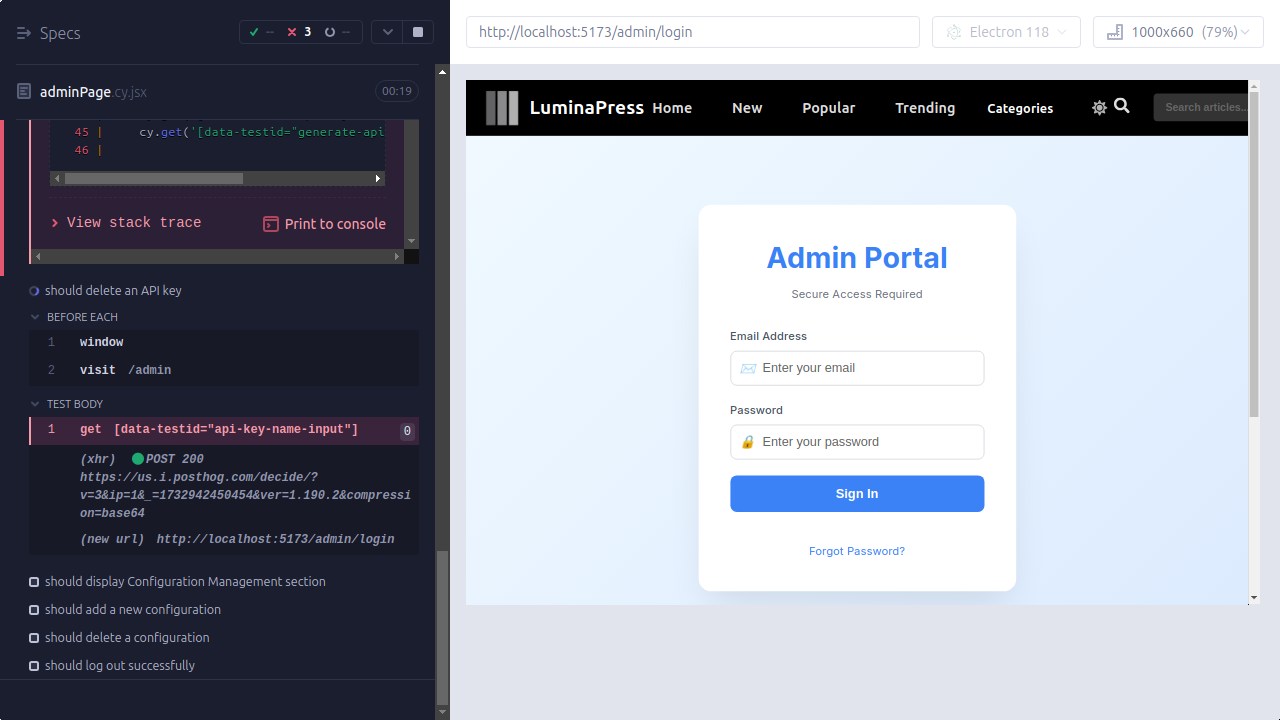 Specs
-- 3 --
adminPage.cy.jsx
00:19
45 | cy.get('[data-testid="generate-api
46 |
View stack trace
Print to console
should delete an API key
BEFORE EACH
1 window
2 visit /admin
TEST BODY
1 get [data-testid="api-key-name-input"] 0
(xhr) POST 200
https://us.i.posthog.com/decide/?
v=3&ip=1&_=1732942450454&ver=1.190.2&compressi
on=base64
(new url) http://localhost:5173/admin/login
should display Configuration Management section
should add a new configuration
should delete a configuration
should log out successfully
http://localhost:5173/admin/login
Electron 118
1000x660 (79%)
LuminaPress Home New Popular Trending Categories Search articles...
Admin Portal
Secure Access Required
Email Address
Enter your email
Password
Enter your password
Sign In
Forgot Password?